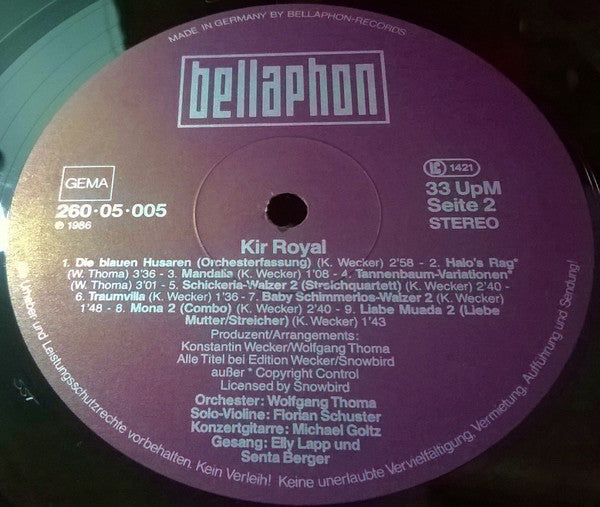 MADE IN GERMANY BY BELLAPHON-RECORDS
bellaphon
GEMA
260·05·005
℗ 1986
LC 1421
33 UpM
Seite 2
STEREO
Kir Royal
1. Die blauen Husaren (Orchesterfassung) (K. Wecker) 2'58 - 2. Halo's Rag*
(W. Thoma) 3'36 - 3. Mandalia (K. Wecker) 1'08 - 4. Tannenbaum-Variationen*
(W. Thoma) 3'01 - 5. Schickeria-Walzer 2 (Streichquartett) (K. Wecker) 2'40 -
6. Traumvilla (K. Wecker) 1'36 - 7. Baby Schimmerlos-Walzer 2 (K. Wecker)
1'48 - 8. Mona 2 (Combo) (K. Wecker) 2'40 - 9. Liabe Muada 2 (Liebe
Mutter/Streicher) (K. Wecker) 1'43
Produzent/Arrangements:
Konstantin Wecker/Wolfgang Thoma
Alle Titel bei Edition Wecker/Snowbird
außer * Copyright Control
Licensed by Snowbird
Orchester: Wolfgang Thoma
Solo-Violine: Florian Schuster
Konzertgitarre: Michael Goltz
Gesang: Elly Lapp und
Senta Berger
Urheber und Leistungsschutzrechte vorbehalten. Kein Verleih! Keine unerlaubte Vervielfältigung, Vermietung, Aufführung und Sendung!